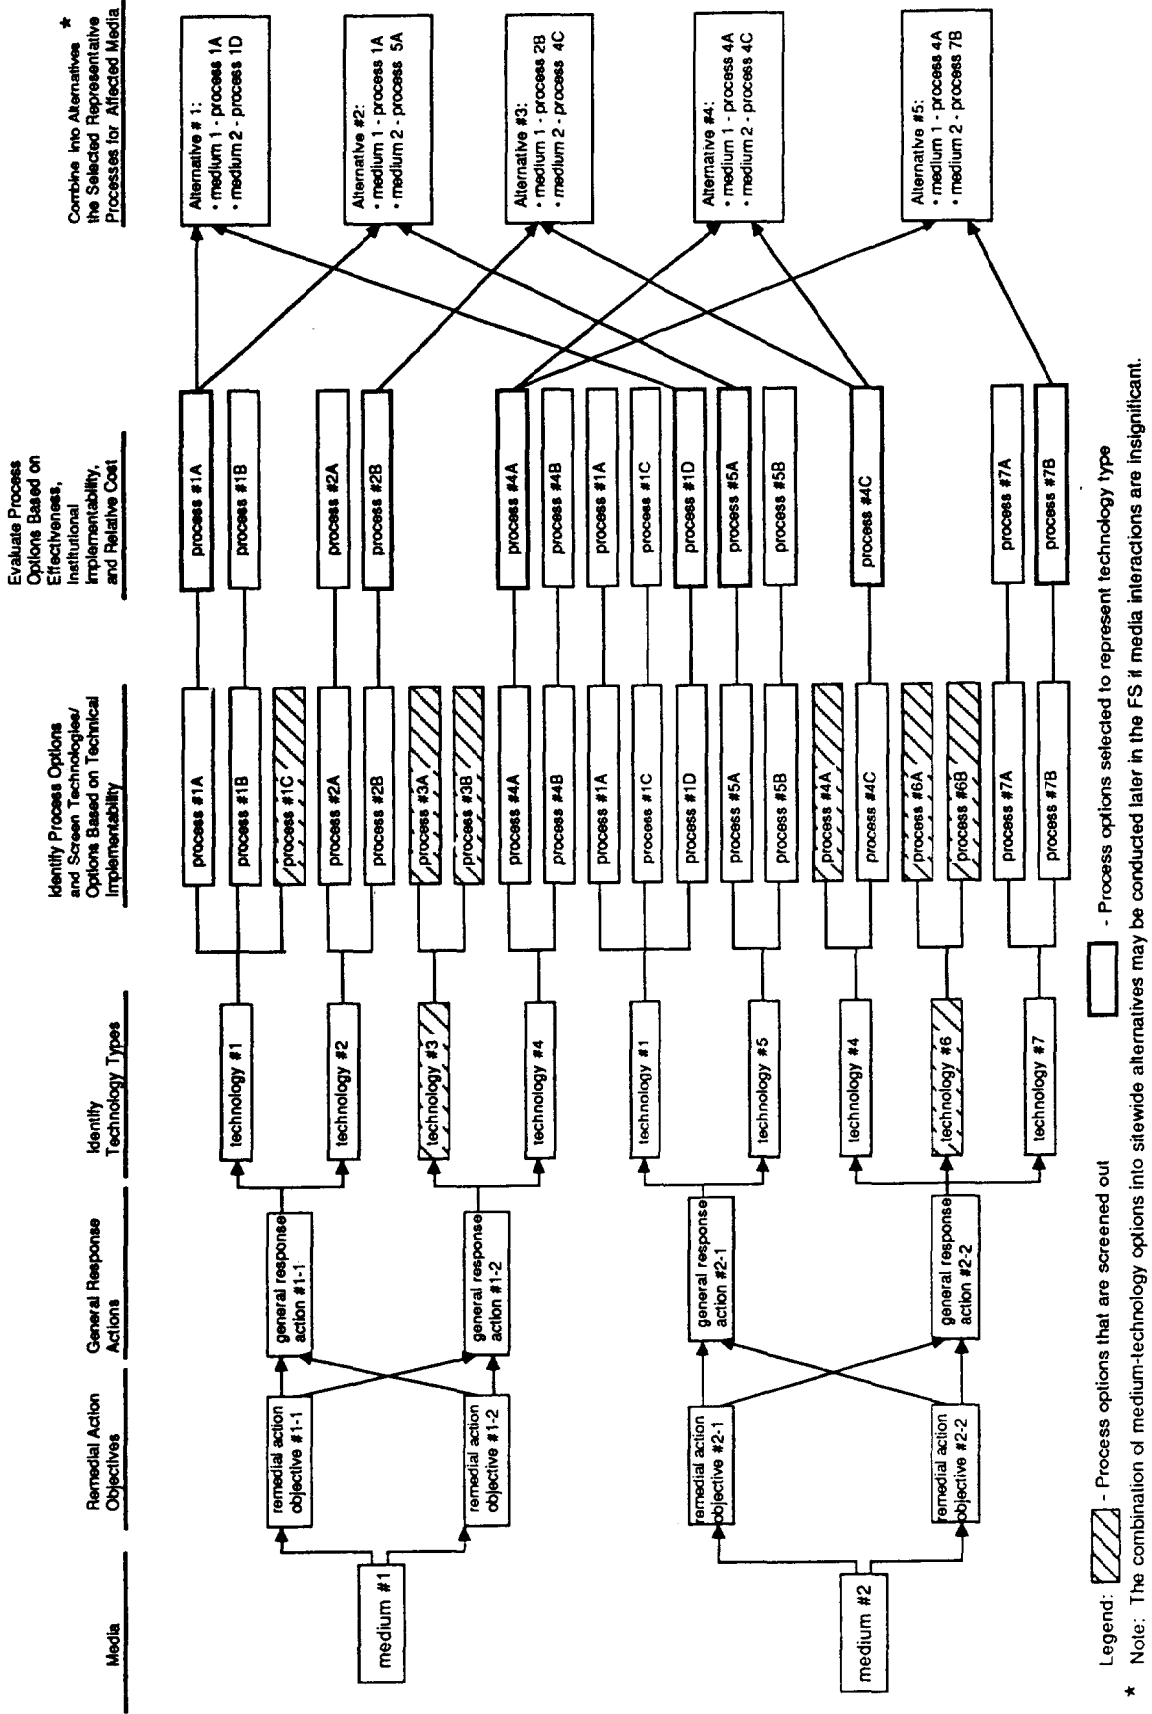 Media
Remedial Action
Objectives
General Response
Actions
Identify
Technology Types
Identify Process Options
and Screen Technologies/
Options Based on Technical
Implementability
Evaluate Process
Options Based on
Effectiveness,
Institutional
Implementability,
and Relative Cost
Combine into Alternatives *
the Selected Representative
Processes for Affected Media
medium #1
medium #2
remedial action
objective #1-1
remedial action
objective #1-2
remedial action
objective #2-1
remedial action
objective #2-2
general response
action #1-1
general response
action #1-2
general response
action #2-1
general response
action #2-2
technology #1
technology #2
technology #3
technology #4
technology #1
technology #5
technology #4
technology #6
technology #7
process #1A
process #1B
process #1C
process #2A
process #2B
process #3A
process #3B
process #4A
process #4B
process #1A
process #1C
process #1D
process #5A
process #5B
process #4A
process #4C
process #6A
process #6B
process #7A
process #7B
process #1A
process #1B
process #2A
process #2B
process #4A
process #4B
process #1A
process #1C
process #1D
process #5A
process #5B
process #4C
process #7A
process #7B
Alternative # 1:
• medium 1 - process 1A
• medium 2 - process 1D
Alternative #2:
• medium 1 - process 1A
• medium 2 - process 5A
Alternative #3:
• medium 1 - process 2B
• medium 2 - process 4C
Alternative #4:
• medium 1 - process 4A
• medium 2 - process 4C
Alternative #5:
• medium 1 - process 4A
• medium 2 - process 7B
Legend: - Process options that are screened out
- Process options selected to represent technology type
* Note: The combination of medium-technology options into sitewide alternatives may be conducted later in the FS if media interactions are insignificant.